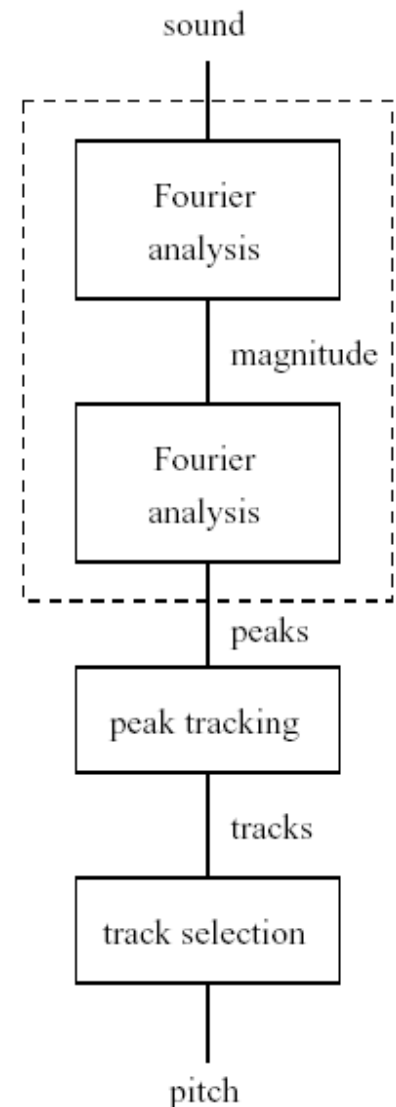 sound
Fourier
analysis
magnitude
Fourier
analysis
peaks
peak tracking
tracks
track selection
pitch